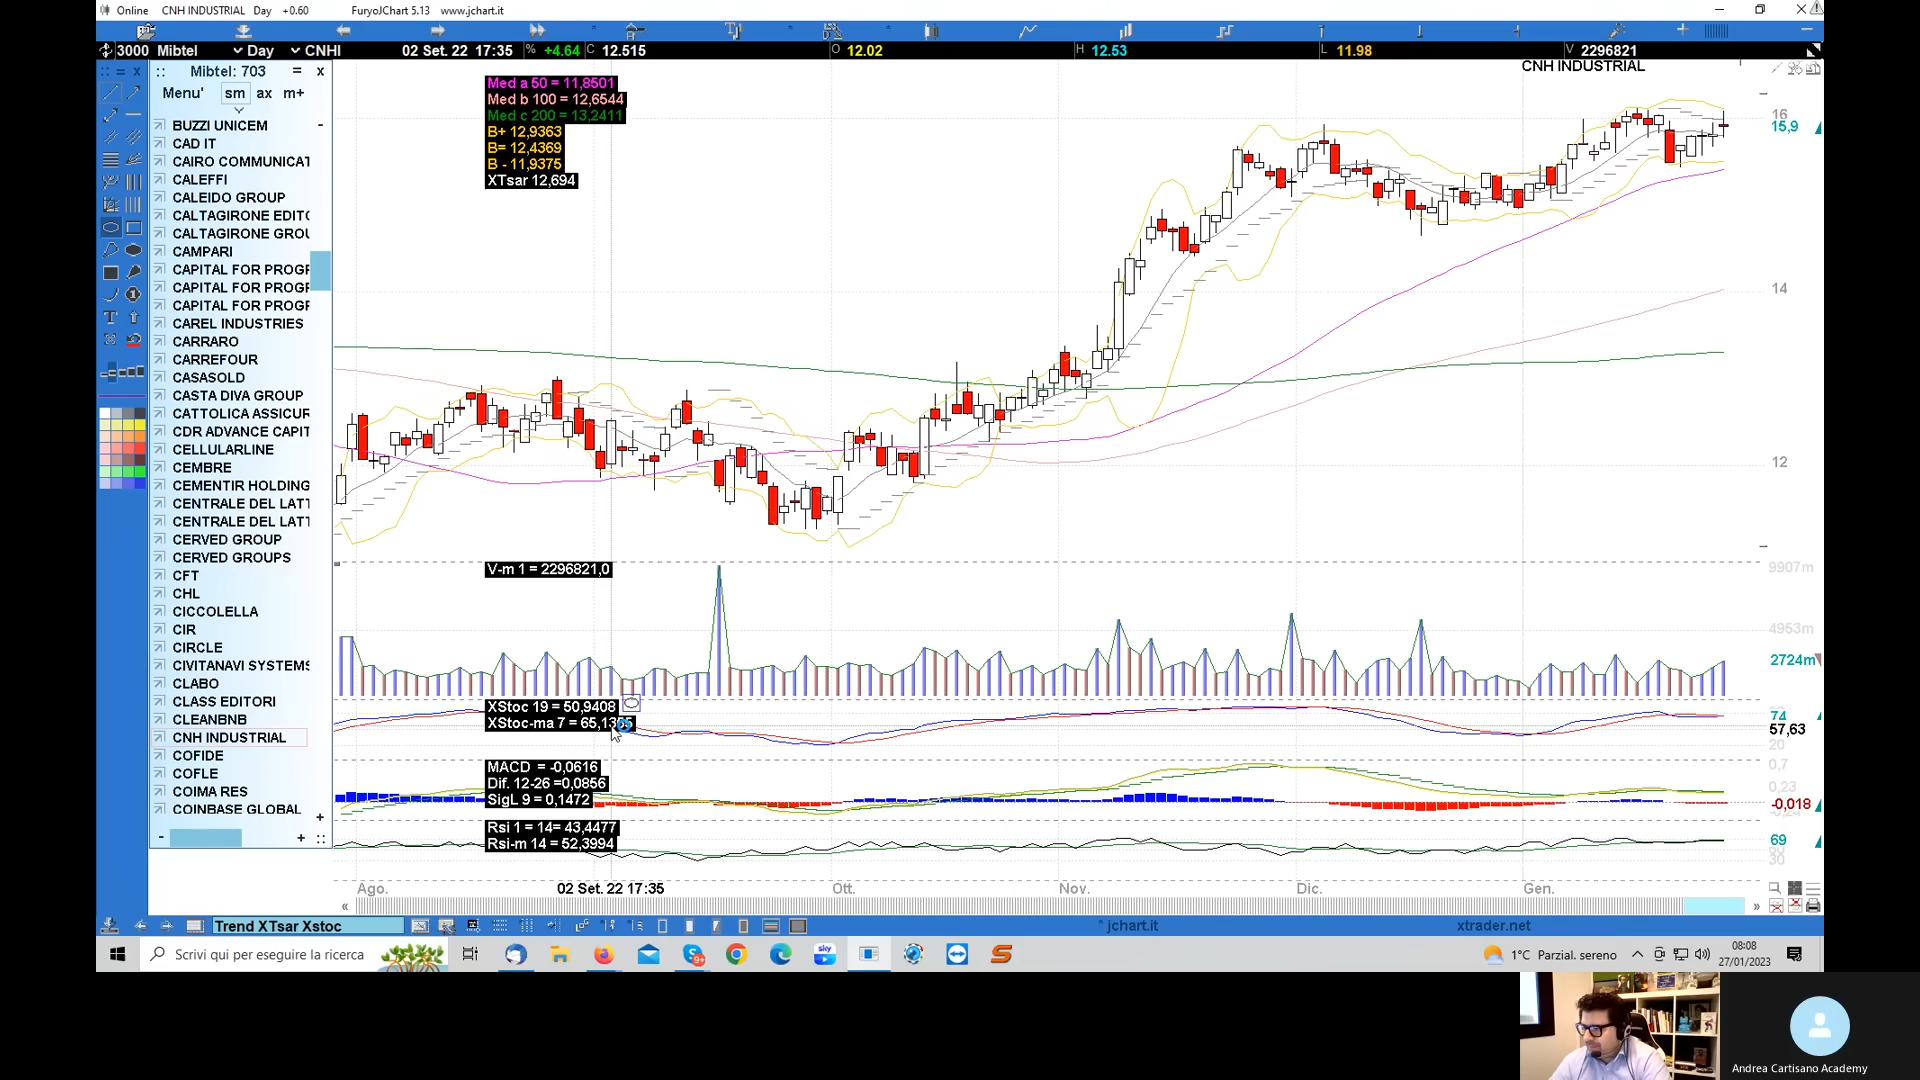 Online CNH INDUSTRIAL Day +0.60 FuryoJChart 5.13 www.jchart.it
3000 Mibtel Day CNHI 02 Set. 22 17:35 % +4.64 C 12.515 O 12.02 H 12.53 L 11.98 V 2296821
Mibtel: 703 = x
Menu' sm ax m+
BUZZI UNICEM
CAD IT
CAIRO COMMUNICAT
CALEFFI
CALEIDO GROUP
CALTAGIRONE EDIT
CALTAGIRONE GROU
CAMPARI
CAPITAL FOR PROGR
CAPITAL FOR PROGR
CAPITAL FOR PROGR
CAREL INDUSTRIES
CARRARO
CARREFOUR
CASASOLD
CASTA DIVA GROUP
CATTOLICA ASSICUR
CDR ADVANCE CAPIT
CELLULARLINE
CEMBRE
CEMENTIR HOLDING
CENTRALE DEL LATT
CENTRALE DEL LATT
CERVED GROUP
CERVED GROUPS
CFT
CHL
CICCOLELLA
CIR
CIRCLE
CIVITANAVI SYSTEMS
CLABO
CLASS EDITORI
CLEANBNB
CNH INDUSTRIAL
COFIDE
COFLE
COIMA RES
COINBASE GLOBAL
CNH INDUSTRIAL
Med a 50 = 11,8501
Med b 100 = 12,6544
Med c 200 = 13,2411
B+ 12,9363
B= 12,4369
B - 11,9375
XTsar 12,694
16
15,9
14
12
V-m 1 = 2296821,0
9907m
4953m
2724m
XStoc 19 = 50,9408
XStoc-ma 7 = 65,13
74
57,63
20
MACD = -0,0616
Dif. 12-26 =0,0856
SigL 9 = 0,1472
0,7
0,23
-0,018
Rsi 1 = 14= 43,4477
Rsi-m 14 = 52,3994
69
30
Ago. 02 Set. 22 17:35 Ott. Nov. Dic. Gen.
Trend XTsar Xstoc
* jchart.it xtrader.net
Scrivi qui per eseguire la ricerca
sky
1°C Parzial. sereno
08:08
27/01/2023
Andrea Cartisano Academy